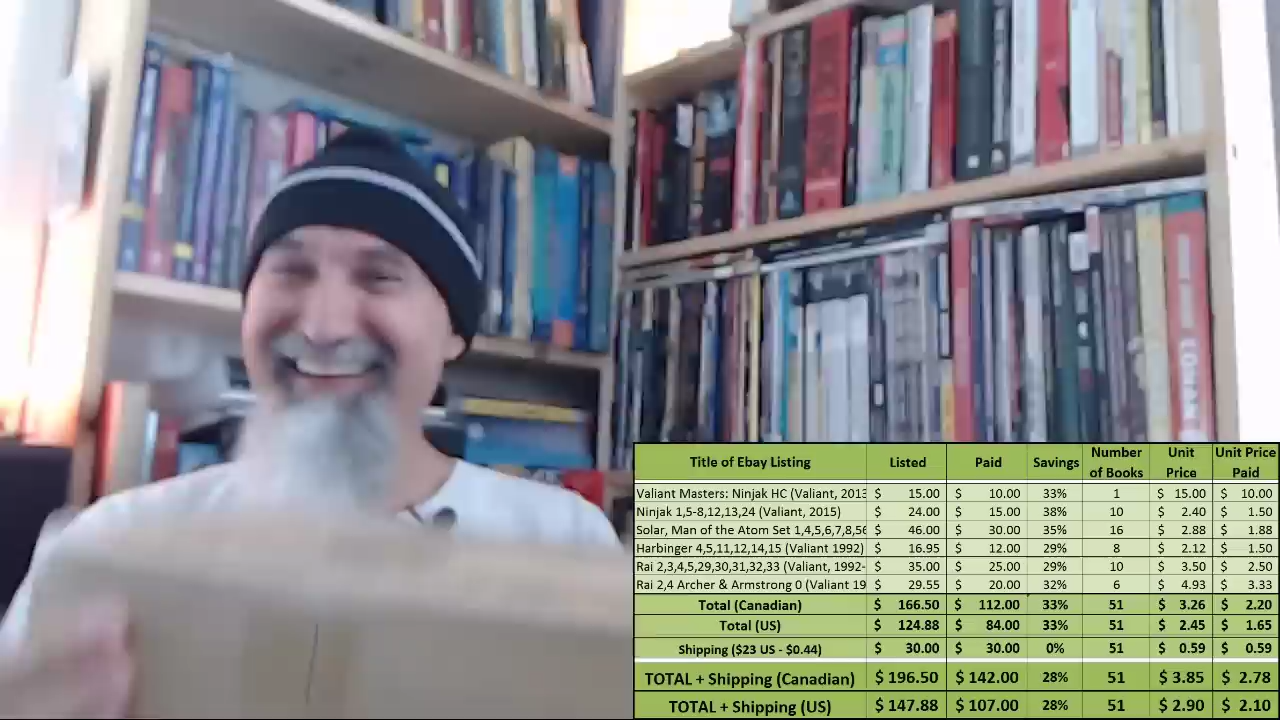 Title of Ebay Listing Listed Paid Savings Number of Books Unit Price Unit Price Paid
Valiant Masters: Ninjak HC (Valiant, 2013 $ 15.00 $ 10.00 33% 1 $ 15.00 $ 10.00
Ninjak 1,5-8,12,13,24 (Valiant, 2015) $ 24.00 $ 15.00 38% 10 $ 2.40 $ 1.50
Solar, Man of the Atom Set 1,4,5,6,7,8,56 $ 46.00 $ 30.00 35% 16 $ 2.88 $ 1.88
Harbinger 4,5,11,12,14,15 (Valiant 1992) $ 16.95 $ 12.00 29% 8 $ 2.12 $ 1.50
Rai 2,3,4,5,29,30,31,32,33 (Valiant, 1992- $ 35.00 $ 25.00 29% 10 $ 3.50 $ 2.50
Rai 2,4 Archer & Armstrong 0 (Valiant 19 $ 29.55 $ 20.00 32% 6 $ 4.93 $ 3.33
Total (Canadian) $ 166.50 $ 112.00 33% 51 $ 3.26 $ 2.20
Total (US) $ 124.88 $ 84.00 33% 51 $ 2.45 $ 1.65
Shipping ($23 US - $0.44) $ 30.00 $ 30.00 0% 51 $ 0.59 $ 0.59
TOTAL + Shipping (Canadian) $ 196.50 $ 142.00 28% 51 $ 3.85 $ 2.78
TOTAL + Shipping (US) $ 147.88 $ 107.00 28% 51 $ 2.90 $ 2.10
CONAN